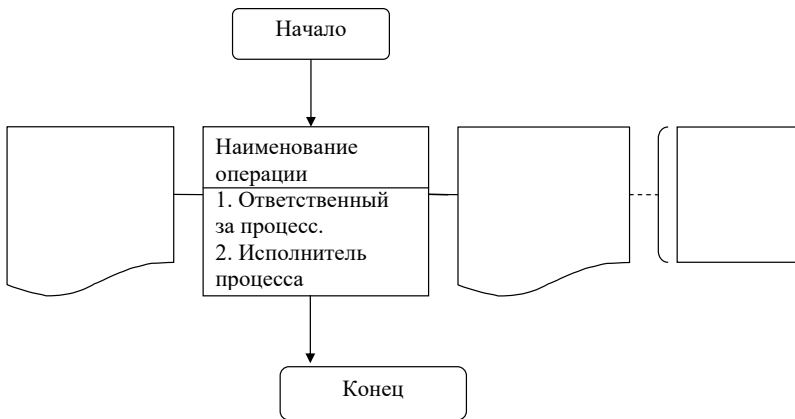 Начало
Наименование
операции
1. Ответственный
за процесс.
2. Исполнитель
процесса
Конец